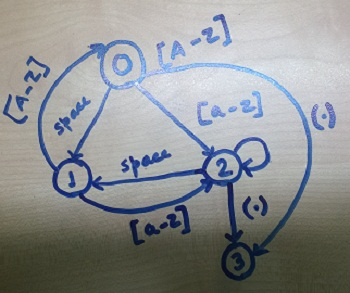 [A-Z]
0
[A-Z]
space
[a-z]
(.)
1
space
2
[a-z]
(.)
3